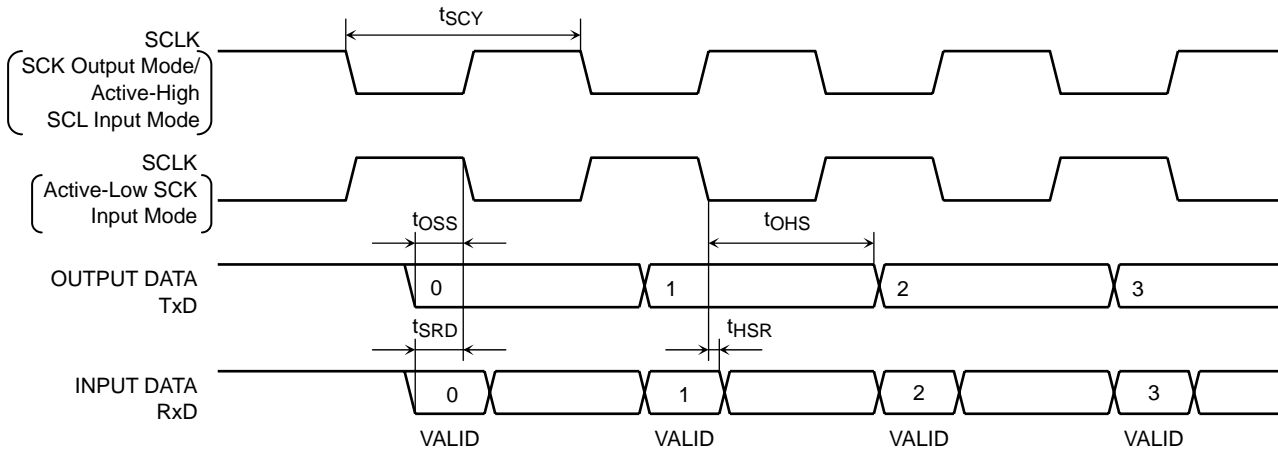 tSCY
SCLK
SCK Output Mode/
Active-High
SCL Input Mode
SCLK
Active-Low SCK
Input Mode
tOSS
tOHS
OUTPUT DATA
TxD
0
1
2
3
tSRD
tHSR
INPUT DATA
RxD
0
1
2
3
VALID
VALID
VALID
VALID